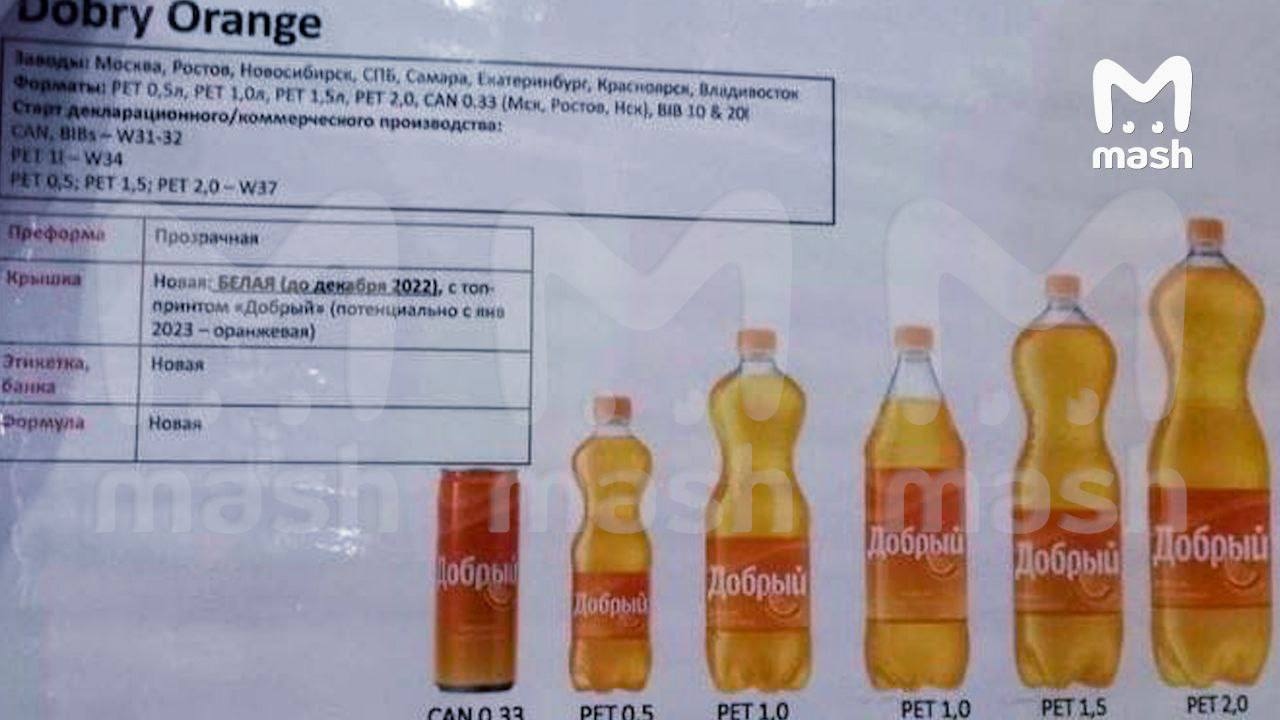 Dobry Orange
Заводы: Москва, Ростов, Новосибирск, СПБ, Самара, Екатеринбург, Красноярск, Владивосток
Форматы: PET 0,5л, PET 1,0л, PET 1,5л, PET 2,0, CAN 0.33 (Мск, Ростов, Нск), BIB 10 & 20l
Старт декларационного/коммерческого производства:
CAN, BIBs – W31-32
PET 1l – W34
PET 0,5; PET 1,5; PET 2,0 – W37
Преформа Прозрачная
Крышка Новая: БЕЛАЯ (до декабря 2022), с топ-
принтом «Добрый» (потенциально с янв
2023 – оранжевая)
Этикетка, Новая
банка
Формула Новая
mash
mash mash mash
Добрый Добрый Добрый Добрый Добрый Добрый
CAN 0.33 PET 0,5 PET 1,0 PET 1,0 PET 1,5 PET 2,0